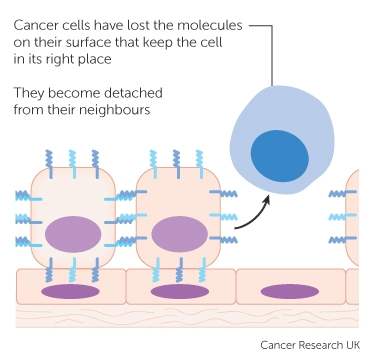 Cancer cells have lost the molecules
on their surface that keep the cell
in its right place
They become detached
from their neighbours
Cancer Research UK